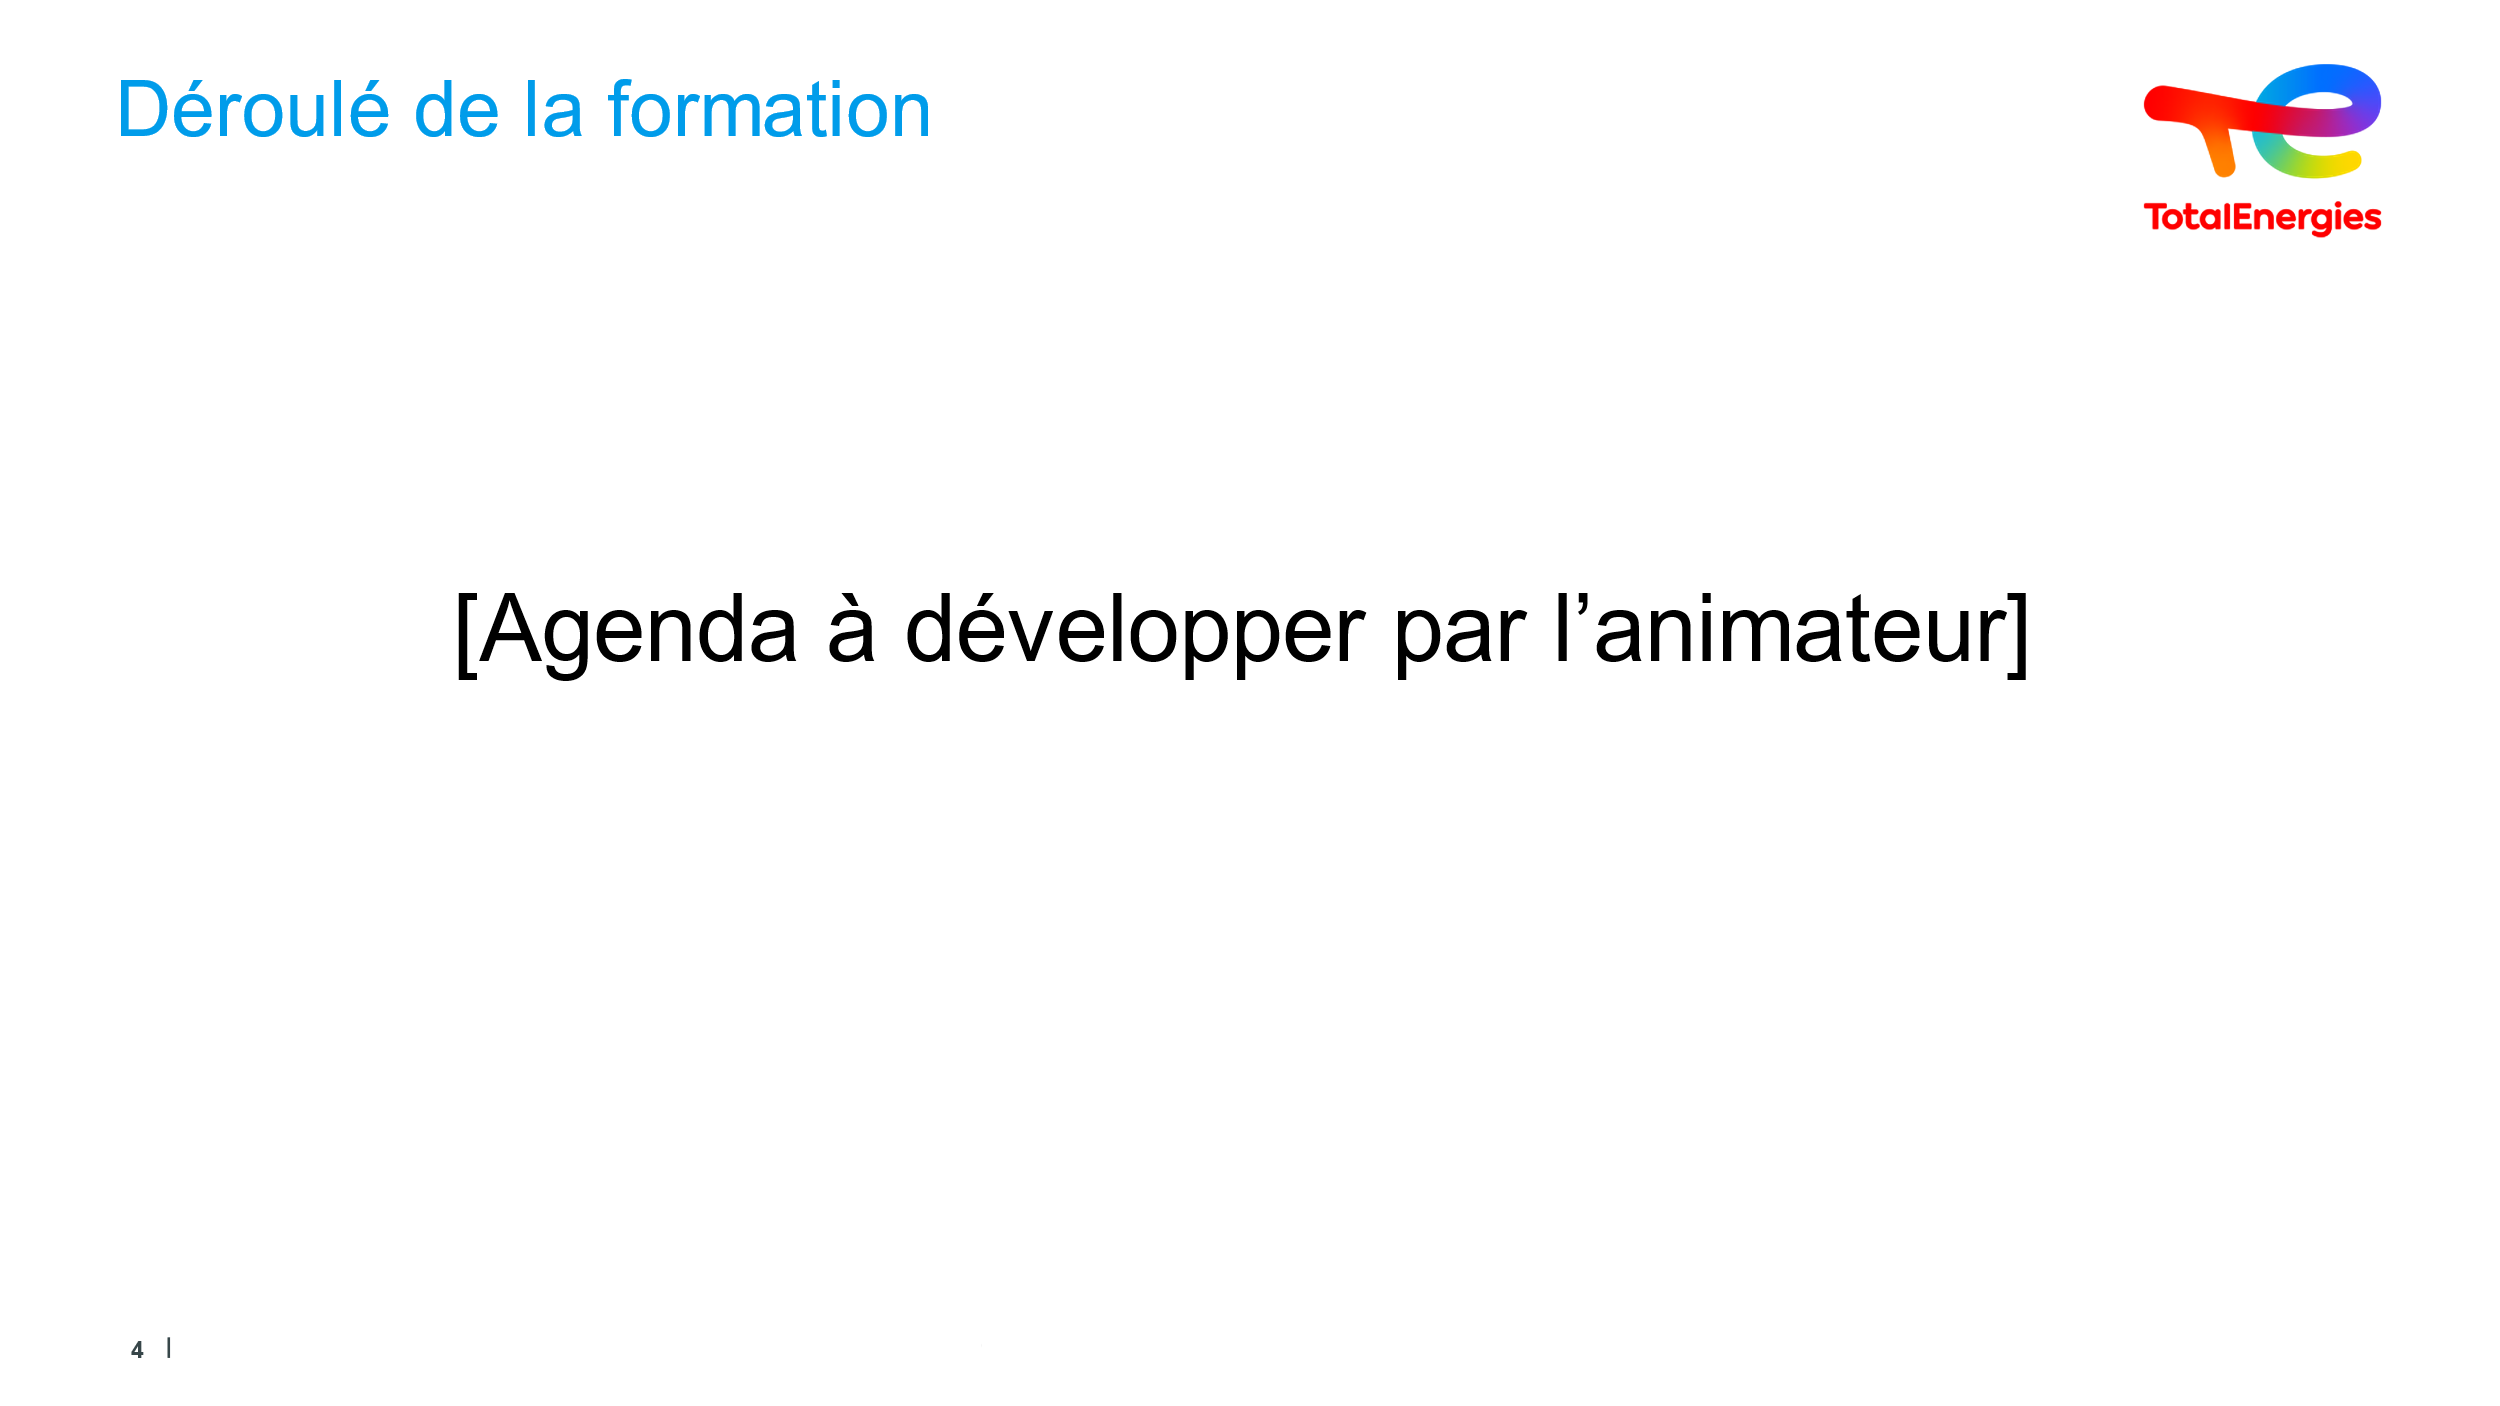 Déroulé de la formation
TotalEnergies
[Agenda à développer par l’animateur]
4 |